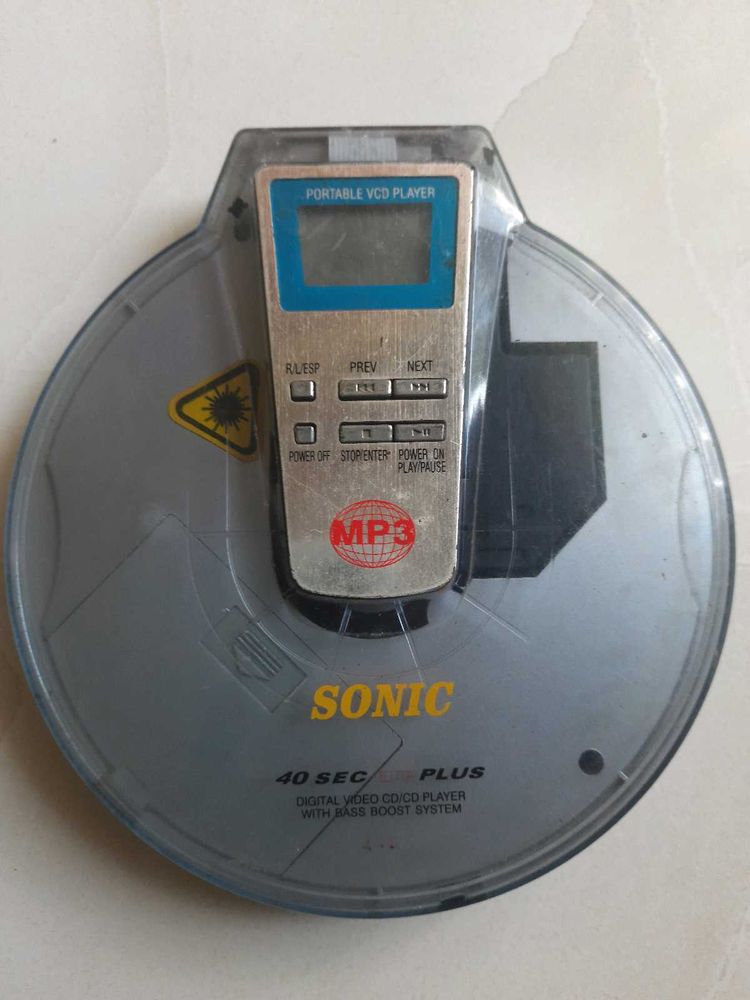 PORTABLE VCD PLAYER
R/L/ESP PREV NEXT
POWER OFF STOP/ENTER POWER ON
PLAY/PAUSE
MP3
SONIC
40 SEC PLUS
DIGITAL VIDEO CD/CD PLAYER
WITH BASS BOOST SYSTEM